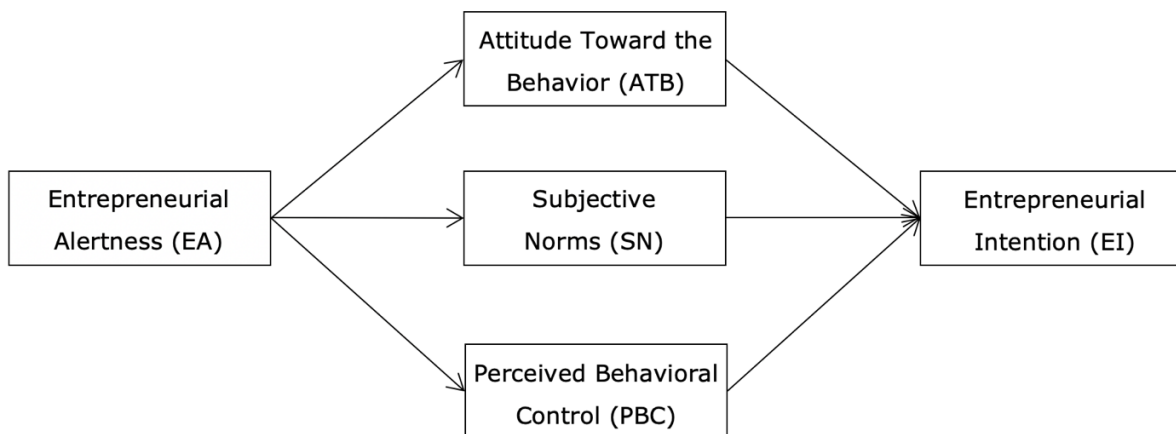 Attitude Toward the
Behavior (ATB)
Entrepreneurial
Alertness (EA)
Subjective
Norms (SN)
Entrepreneurial
Intention (EI)
Perceived Behavioral
Control (PBC)